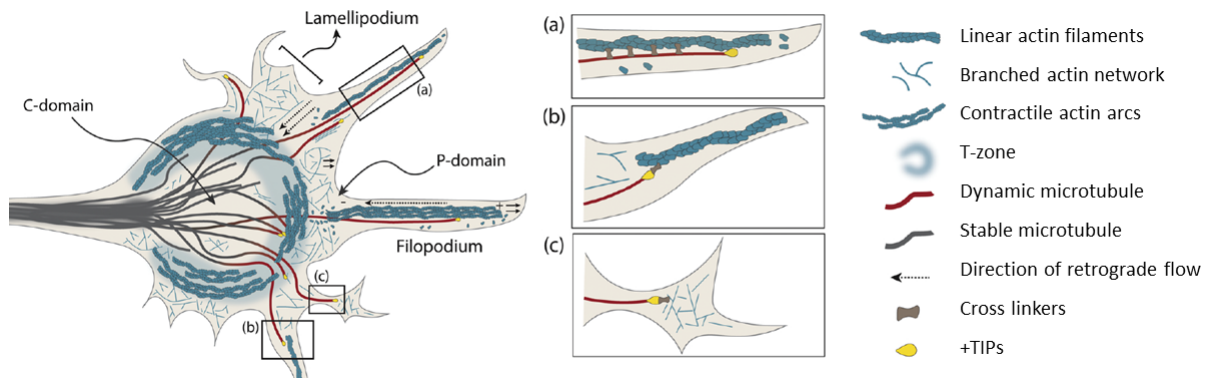 Lamellipodium
(a)
C-domain
P-domain
-
+
Filopodium
(c)
(b)
(a)
(b)
(c)
Linear actin filaments
Branched actin network
Contractile actin arcs
T-zone
Dynamic microtubule
Stable microtubule
Direction of retrograde flow
Cross linkers
+TIPs